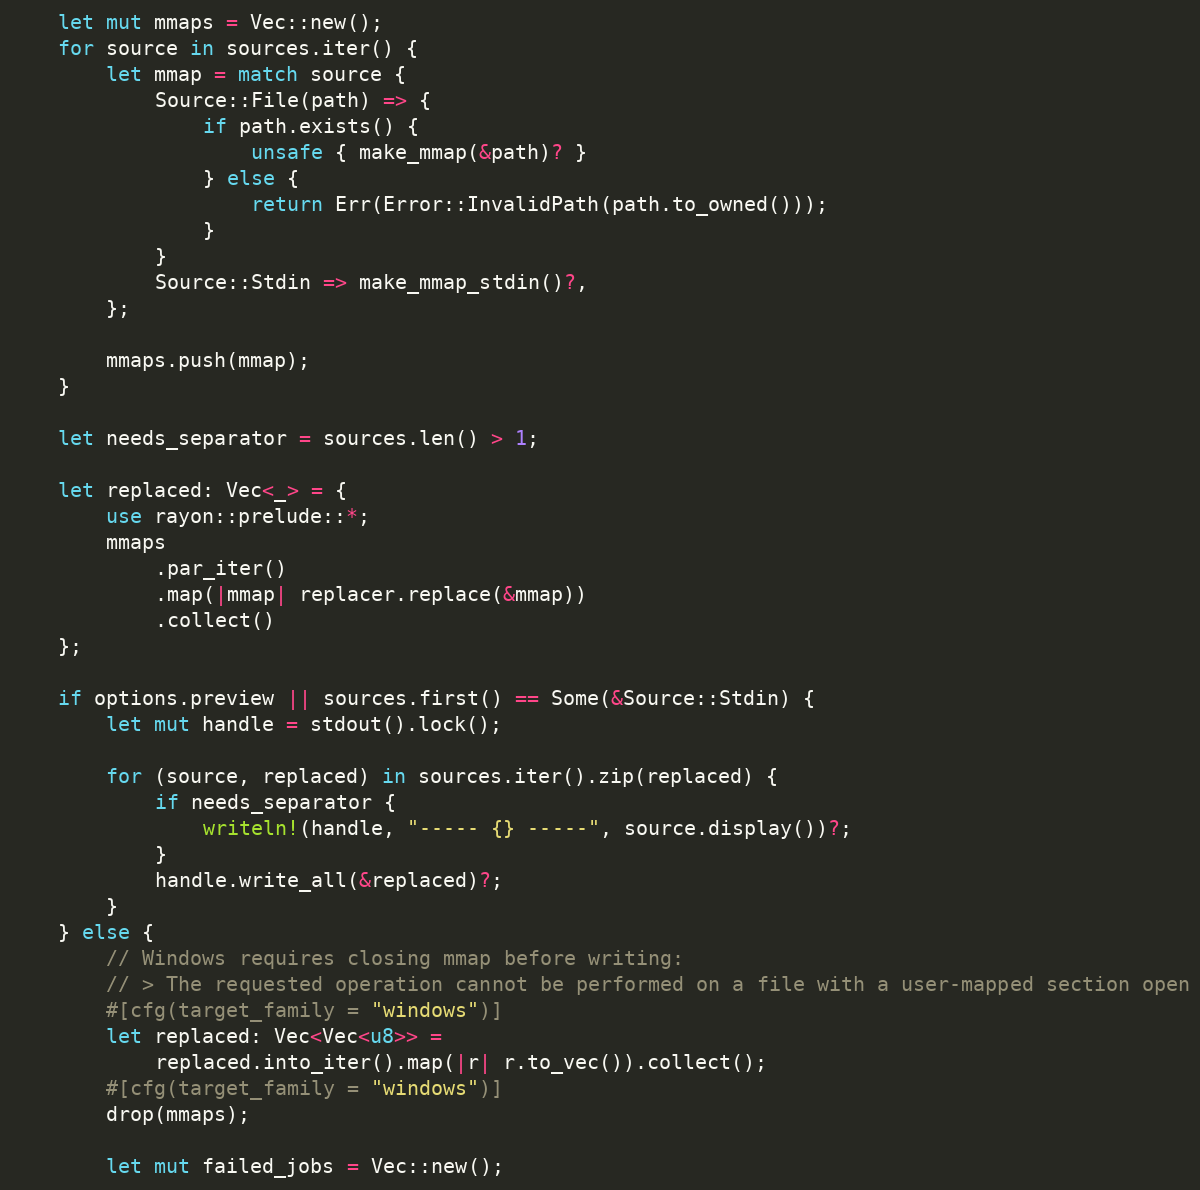 let mut mmaps = Vec::new();
    for source in sources.iter() {
        let mmap = match source {
            Source::File(path) => {
                if path.exists() {
                    unsafe { make_mmap(&path)? }
                } else {
                    return Err(Error::InvalidPath(path.to_owned()));
                }
            }
            Source::Stdin => make_mmap_stdin()?,
        };

        mmaps.push(mmap);
    }

    let needs_separator = sources.len() > 1;

    let replaced: Vec<_> = {
        use rayon::prelude::*;
        mmaps
            .par_iter()
            .map(|mmap| replacer.replace(&mmap))
            .collect()
    };

    if options.preview || sources.first() == Some(&Source::Stdin) {
        let mut handle = stdout().lock();

        for (source, replaced) in sources.iter().zip(replaced) {
            if needs_separator {
                writeln!(handle, "----- {} -----", source.display())?;
            }
            handle.write_all(&replaced)?;
        }
    } else {
        // Windows requires closing mmap before writing:
        // > The requested operation cannot be performed on a file with a user-mapped section open
        #[cfg(target_family = "windows")]
        let replaced: Vec<Vec<u8>> =
            replaced.into_iter().map(|r| r.to_vec()).collect();
        #[cfg(target_family = "windows")]
        drop(mmaps);

        let mut failed_jobs = Vec::new();